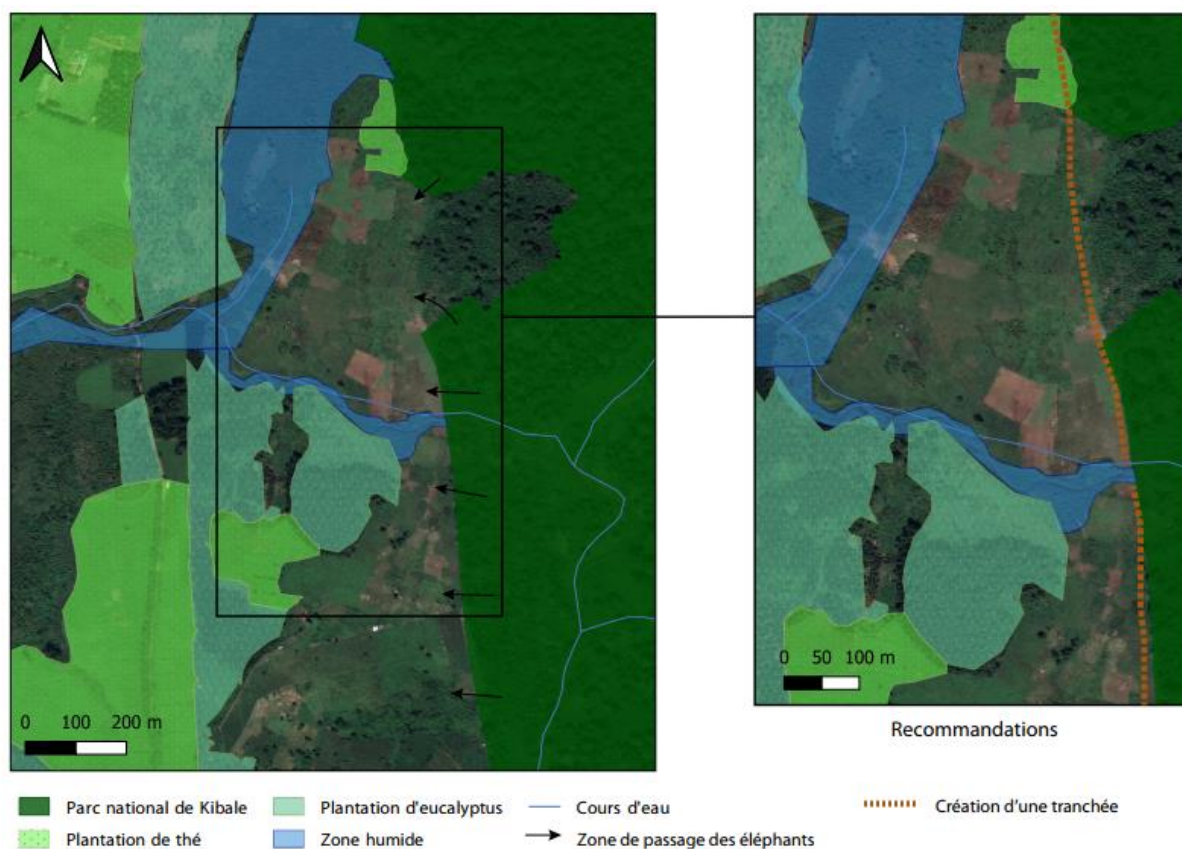 0 100 200 m
0 50 100 m
Recommandations
Parc national de Kibale
Plantation d'eucalyptus
Cours d'eau
Création d'une tranchée
Plantation de thé
Zone humide
Zone de passage des éléphants